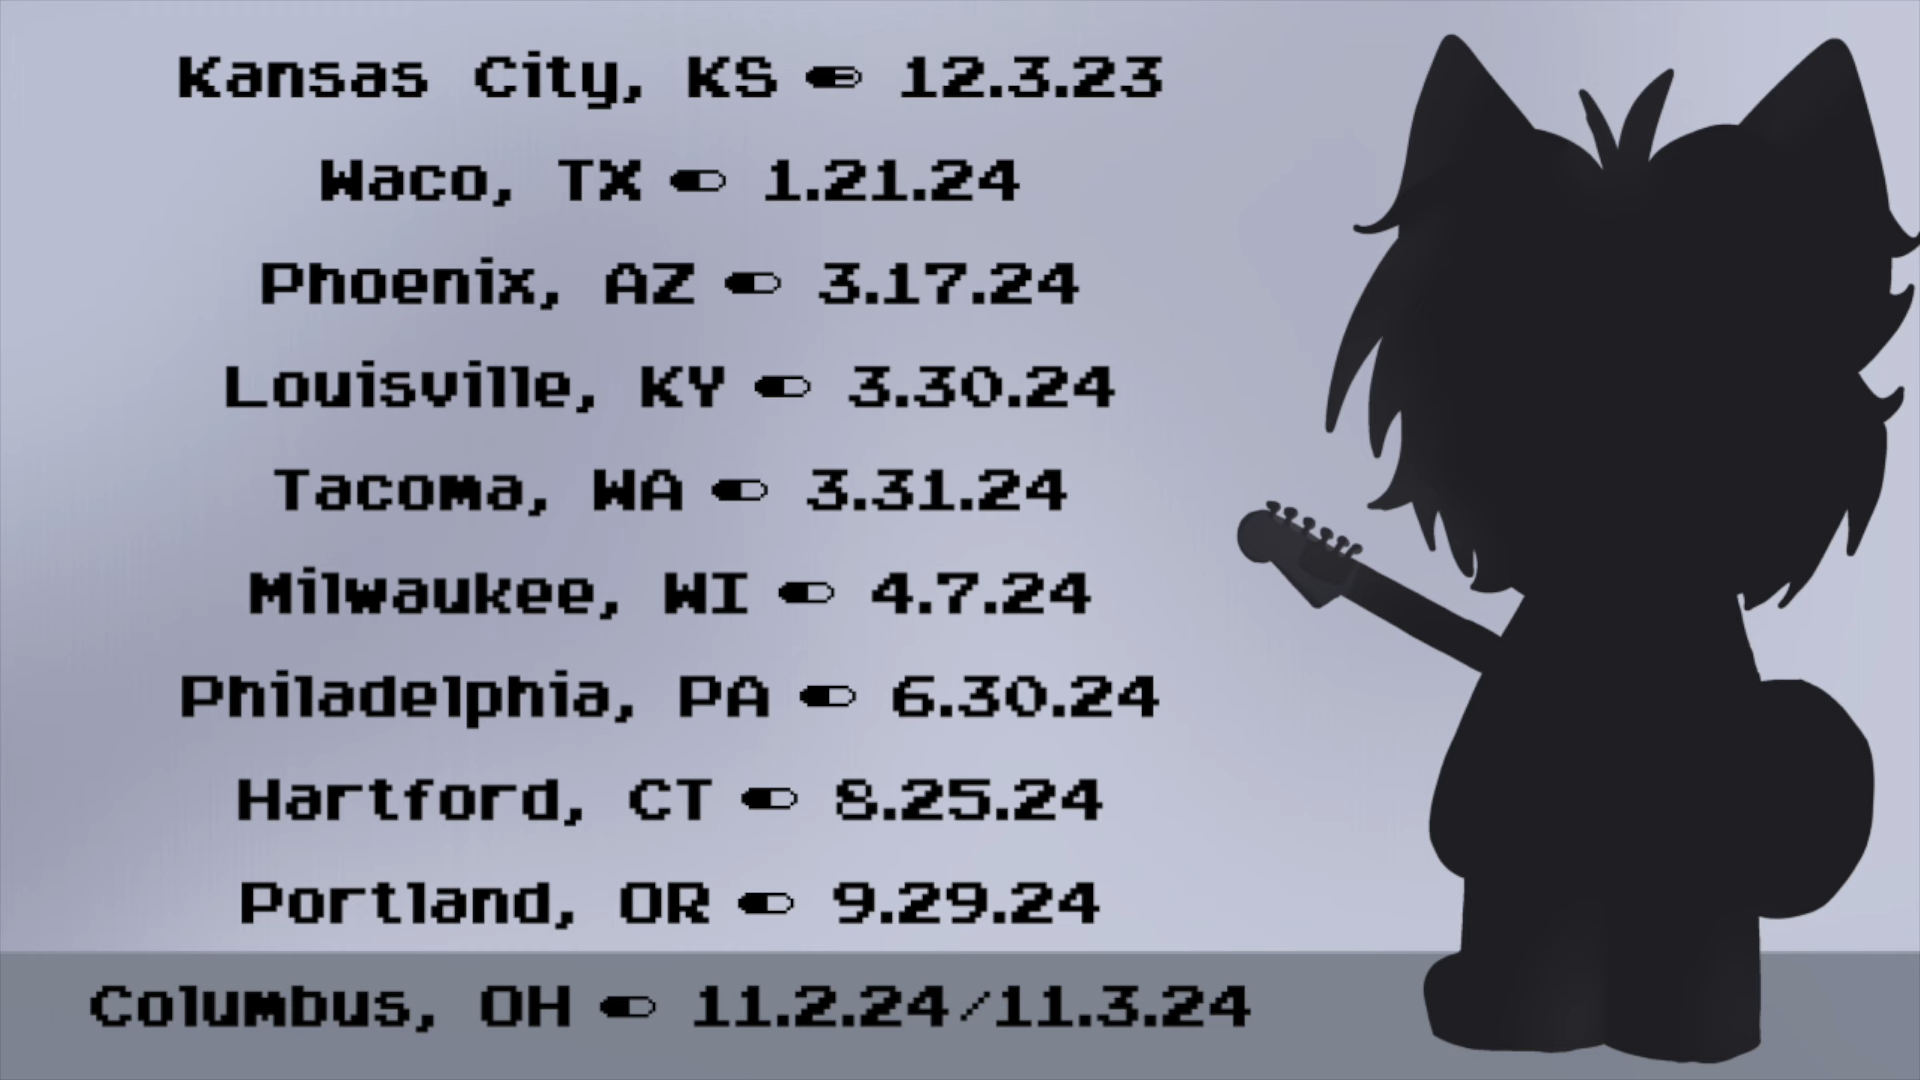 Kansas City, KS 12.3.23
Waco, TX 1.21.24
Phoenix, AZ 3.17.24
Louisville, KY 3.30.24
Tacoma, WA 3.31.24
Milwaukee, WI 4.7.24
Philadelphia, PA 6.30.24
Hartford, CT 8.25.24
Portland, OR 9.29.24
Columbus, OH 11.2.24/11.3.24